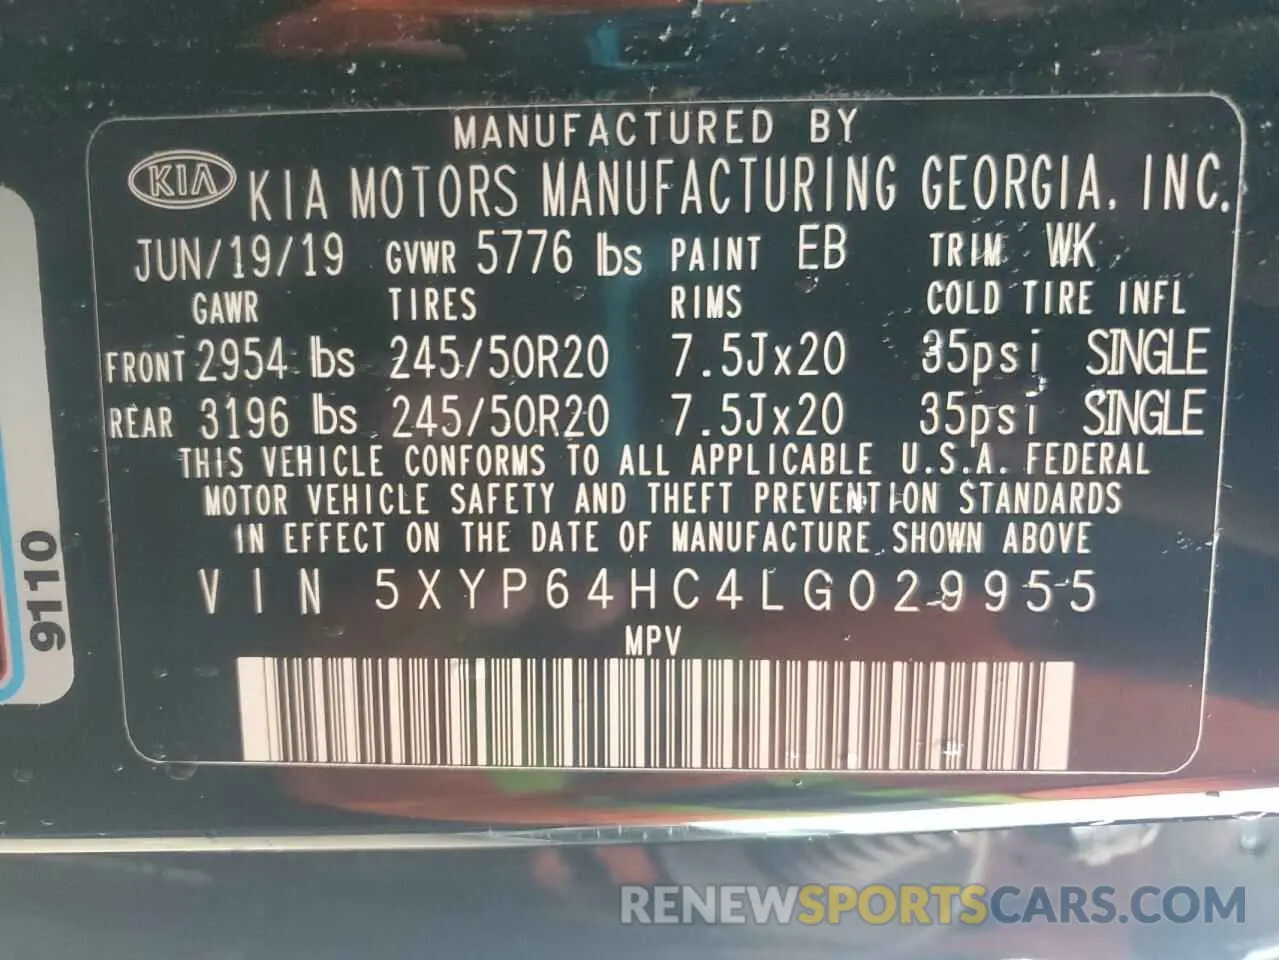 MANUFACTURED BY
KIA KIA MOTORS MANUFACTURING GEORGIA, INC.
JUN/19/19 GVWR 5776 lbs PAINT EB TRIM WK
GAWR TIRES RIMS COLD TIRE INFL
FRONT 2954 lbs 245/50R20 7.5Jx20 35psi SINGLE
REAR 3196 lbs 245/50R20 7.5Jx20 35psi SINGLE
THIS VEHICLE CONFORMS TO ALL APPLICABLE U.S.A. FEDERAL
MOTOR VEHICLE SAFETY AND THEFT PREVENTION STANDARDS
IN EFFECT ON THE DATE OF MANUFACTURE SHOWN ABOVE
VIN 5XYP64HC4LG029955
MPV
9110
RENEWSPORTSCARS.COM